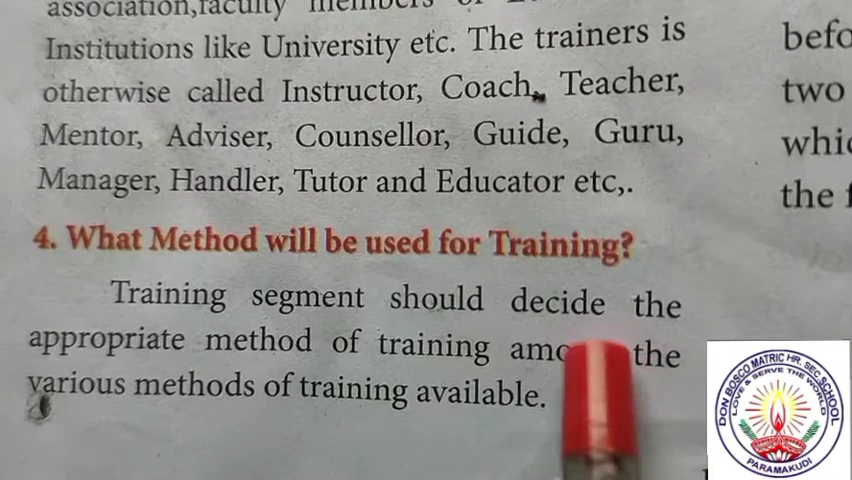 association,faculty members of
Institutions like University etc. The trainers is
otherwise called Instructor, Coach, Teacher,
Mentor, Adviser, Counsellor, Guide, Guru,
Manager, Handler, Tutor and Educator etc,.
4. What Method will be used for Training?
Training segment should decide the
appropriate method of training the
various methods of training available.
befo
two
whic
the f
DON BOSCO MATRIC HR. SEC SCHOOL
LOVE & SERVE THE WORLD
PARAMAKUDI